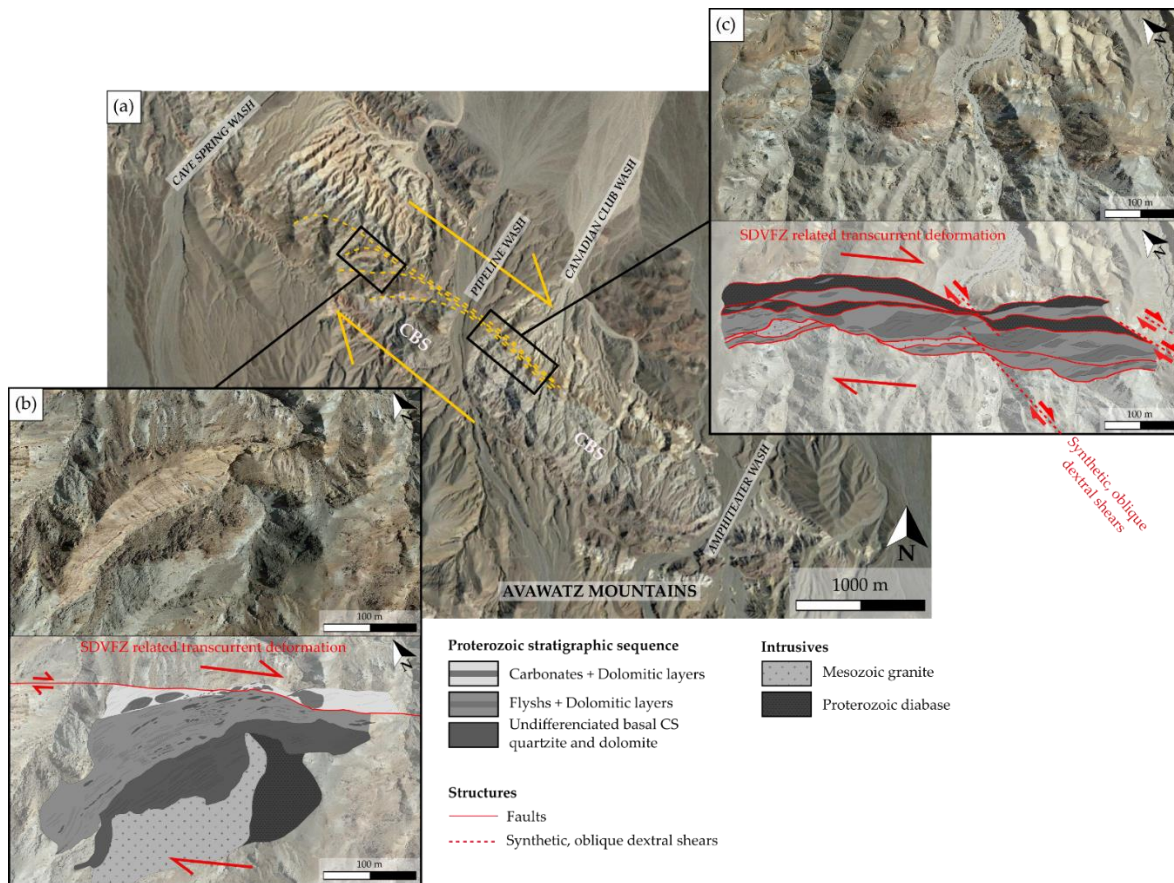 (a)
CAVE SPRING WASH
PIPELINE WASH
CANADIAN CLUB WASH
CBS
CBS
AMPHITEATER WASH
AVAWATZ MOUNTAINS
N
1000 m
(b)
N
100 m
SDVFZ related transcurrent deformation
N
100 m
(c)
N
100 m
SDVFZ related transcurrent deformation
N
100 m
Synthetic, oblique
dextral shears
Proterozoic stratigraphic sequence
Carbonates + Dolomitic layers
Flyshs + Dolomitic layers
Undifferenciated basal CS
quartzite and dolomite
Intrusives
Mesozoic granite
Proterozoic diabase
Structures
Faults
Synthetic, oblique dextral shears